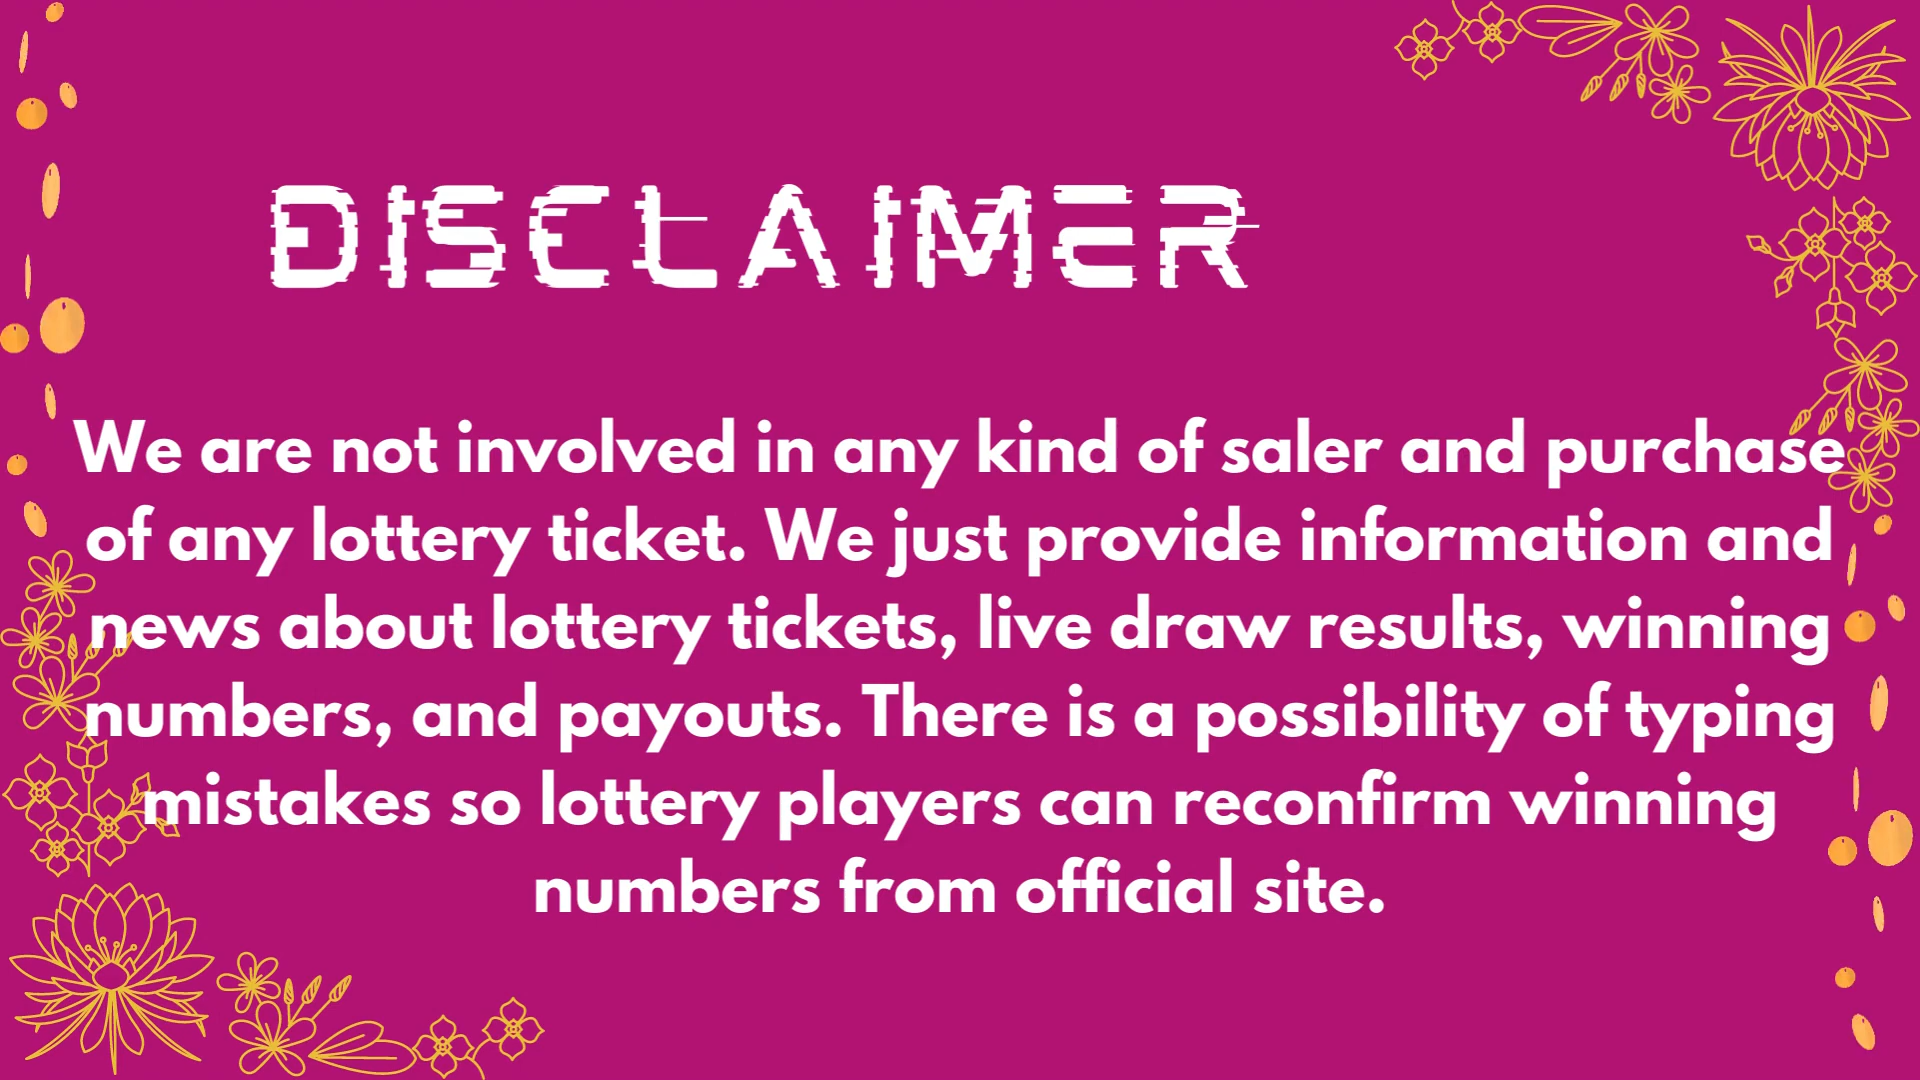 DISCLAIMER
We are not involved in any kind of saler and purchase
of any lottery ticket. We just provide information and
news about lottery tickets, live draw results, winning
numbers, and payouts. There is a possibility of typing
mistakes so lottery players can reconfirm winning
numbers from official site.